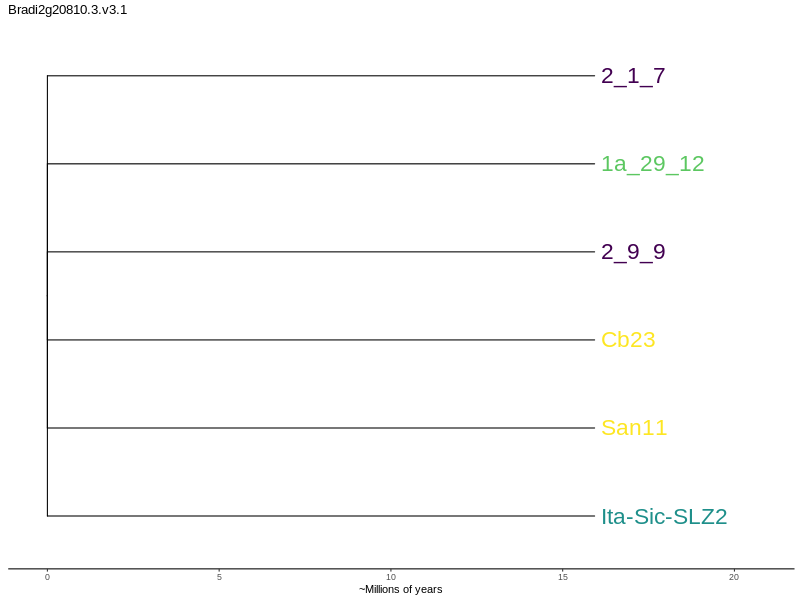 Bradi2g20810.3.v3.1
2_1_7
1a_29_12
2_9_9
Cb23
San11
Ita-Sic-SLZ2
0 5 10 15 20
~Millions of years